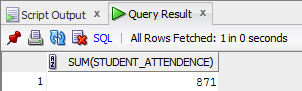 Script Output × Query Result ×
SQL | All Rows Fetched: 1 in 0 seconds
SUM(STUDENT_ATTENDENCE)
1 871